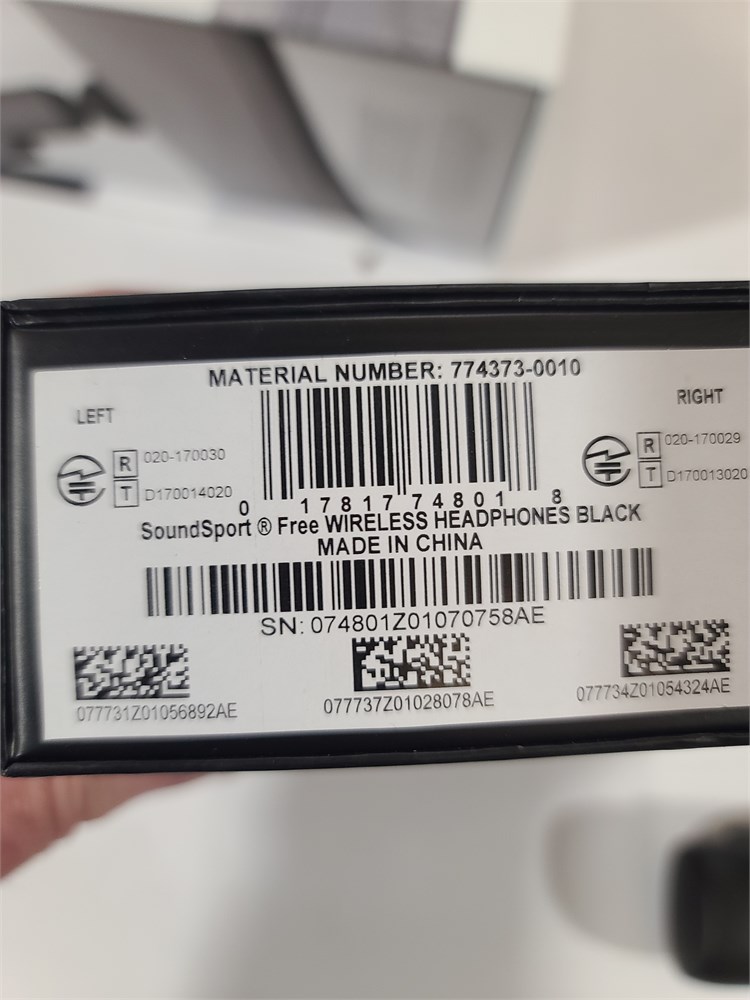 MATERIAL NUMBER: 774373-0010
LEFT
RIGHT
R 020-170030
T D170014020
R 020-170029
T D170013020
0 17817 74801 8
SoundSport ® Free WIRELESS HEADPHONES BLACK
MADE IN CHINA
SN: 074801Z01070758AE
077731Z01056892AE
077737Z01028078AE
077734Z01054324AE